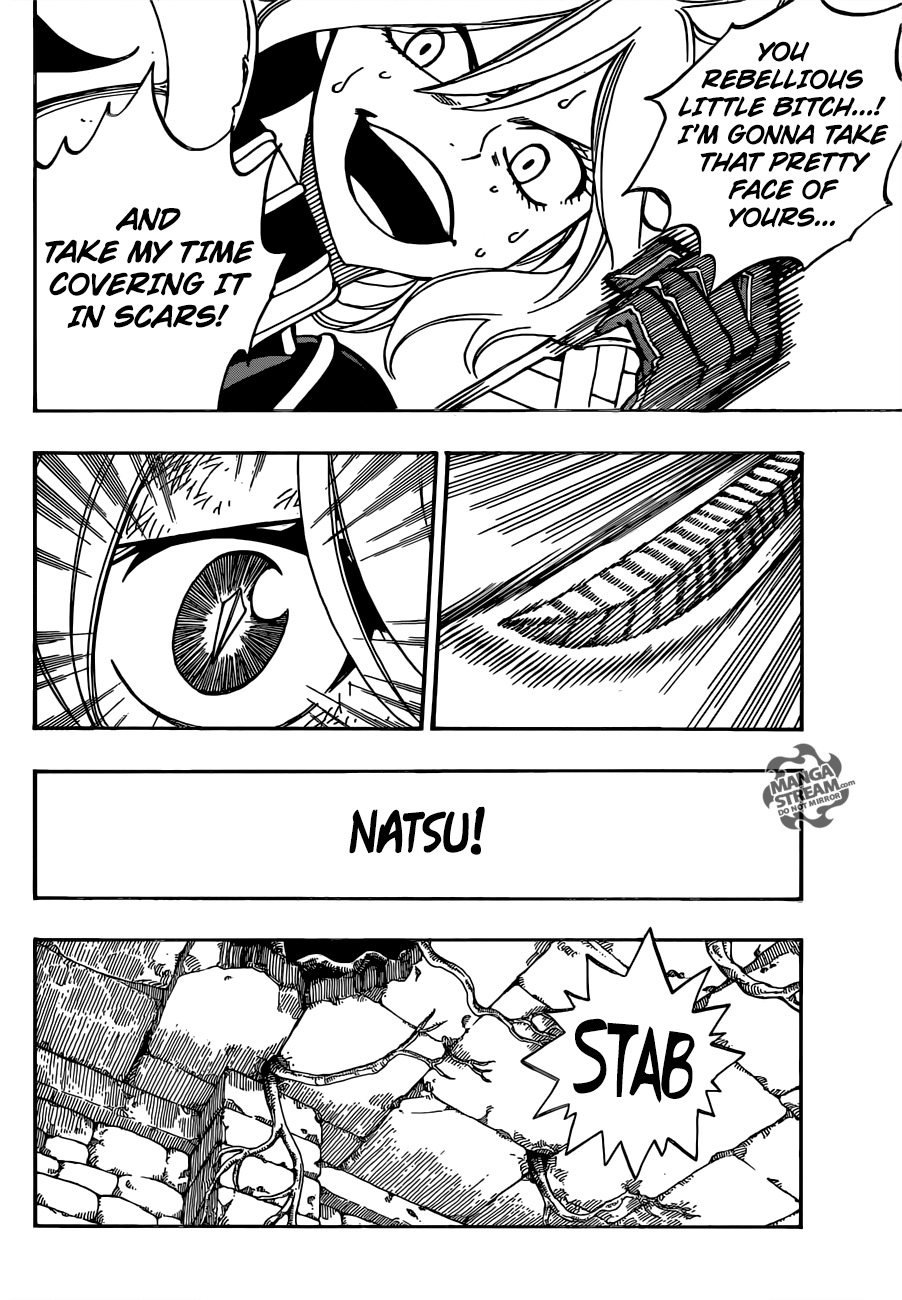 YOU
REBELLIOUS
LITTLE BITCH...!
I'M GONNA TAKE
THAT PRETTY
FACE OF
YOURS...
AND
TAKE MY TIME
COVERING IT
IN SCARS!
NATSU!
MANGA
STREAM.com
DO NOT MIRROR
STAB